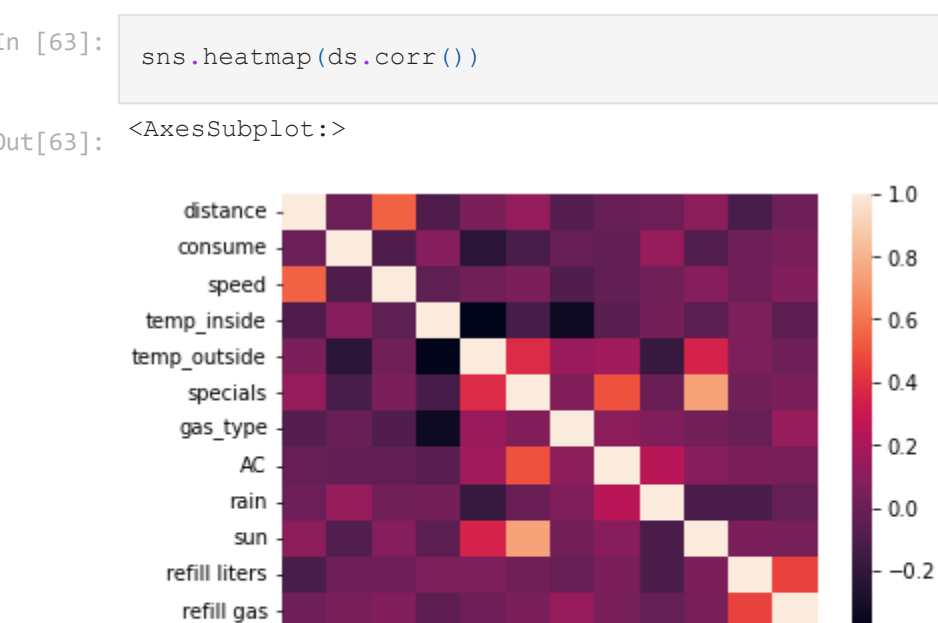 In [63]:
sns.heatmap(ds.corr())
Out[63]:
<AxesSubplot:>
distance
consume
speed
temp_inside
temp_outside
specials
gas_type
AC
rain
sun
refill liters
refill gas
1.0
0.8
0.6
0.4
0.2
0.0
−0.2